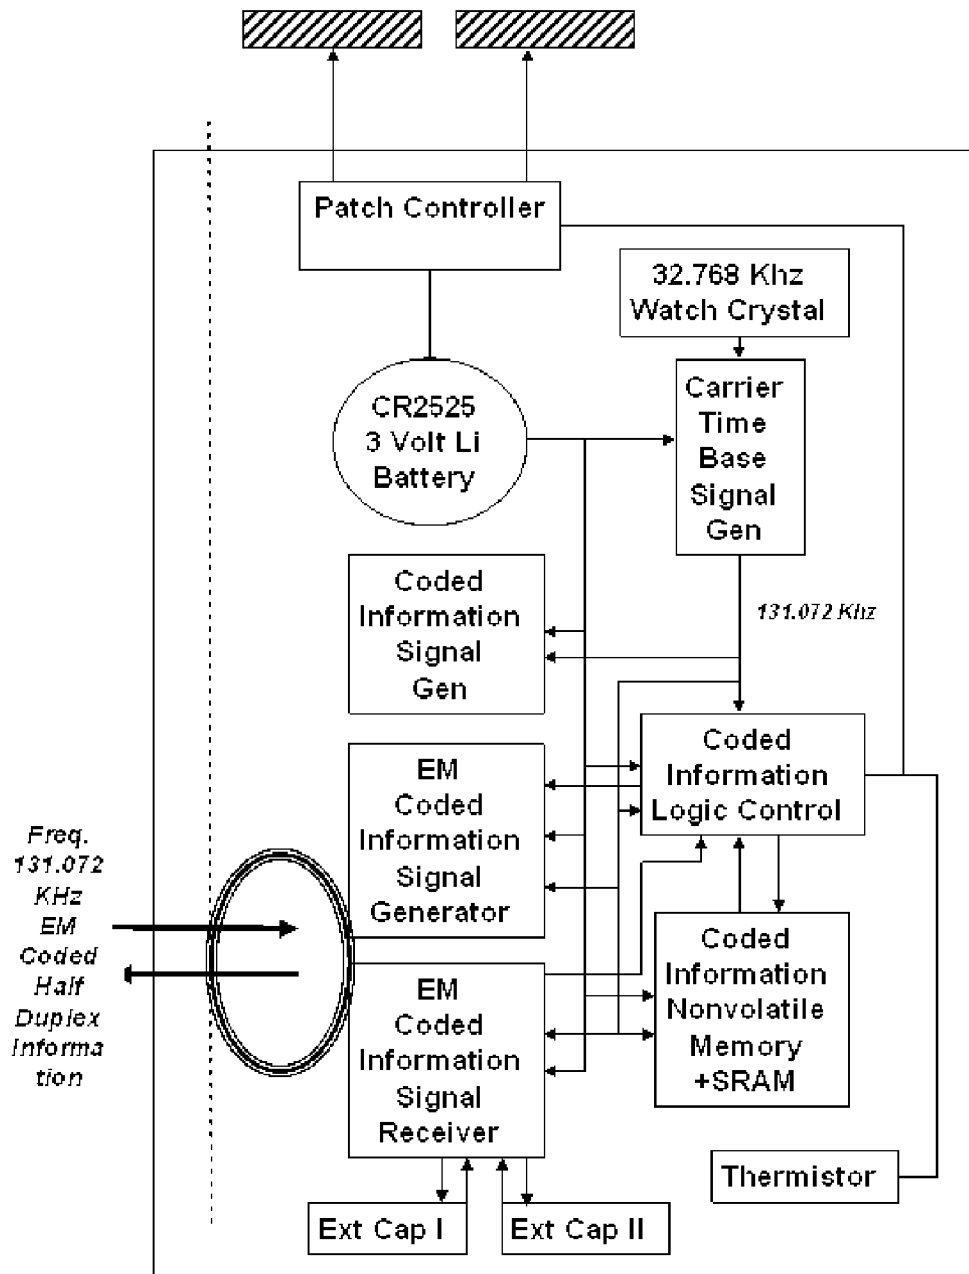 Patch Controller
32.768 Khz
Watch Crystal
CR2525
3 Volt Li
Battery
Carrier
Time
Base
Signal
Gen
131.072 Khz
Coded
Information
Signal
Gen
Coded
Information
Logic Control
EM
Coded
Information
Signal
Generator
Freq.
131.072
KHz
EM
Coded
Half
Duplex
Informa
tion
EM
Coded
Information
Signal
Receiver
Coded
Information
Nonvolatile
Memory
+SRAM
Thermistor
Ext Cap I
Ext Cap II